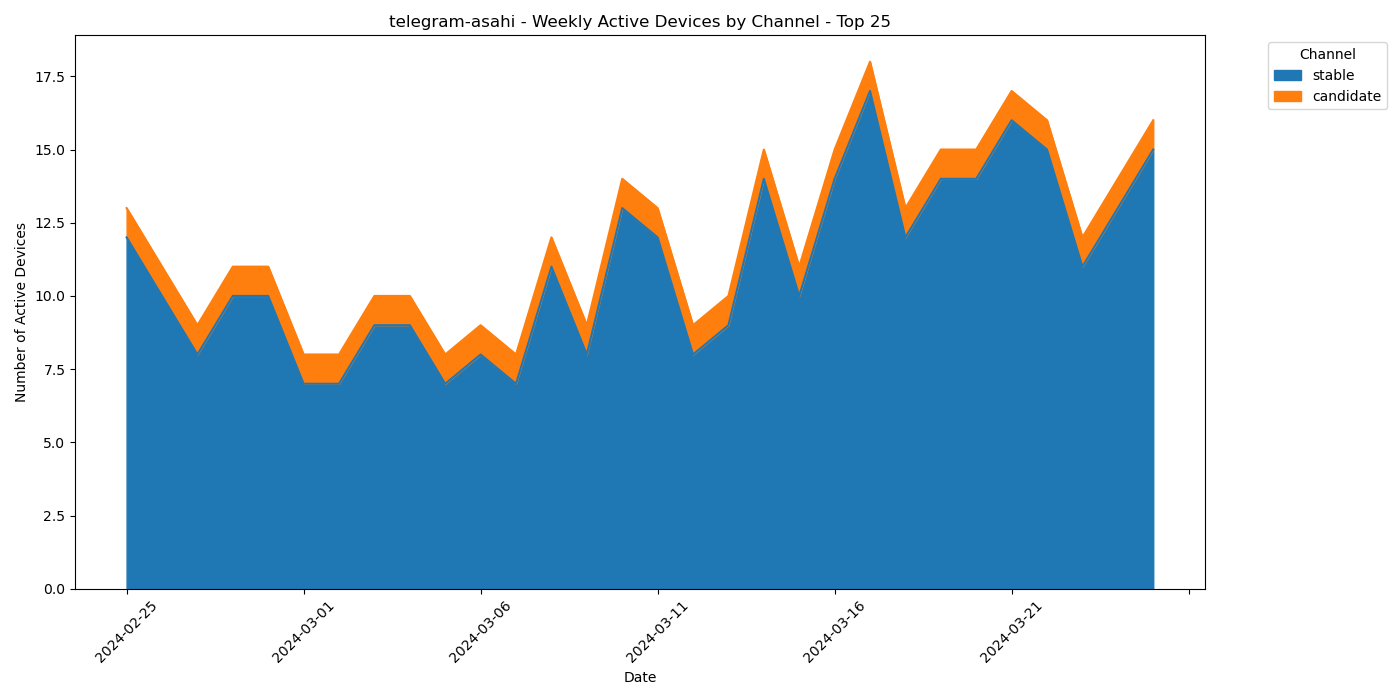 telegram-asahi - Weekly Active Devices by Channel - Top 25
Channel
stable
candidate
Number of Active Devices
17.5
15.0
12.5
10.0
7.5
5.0
2.5
0.0
2024-02-25
2024-03-01
2024-03-06
2024-03-11
2024-03-16
2024-03-21
Date